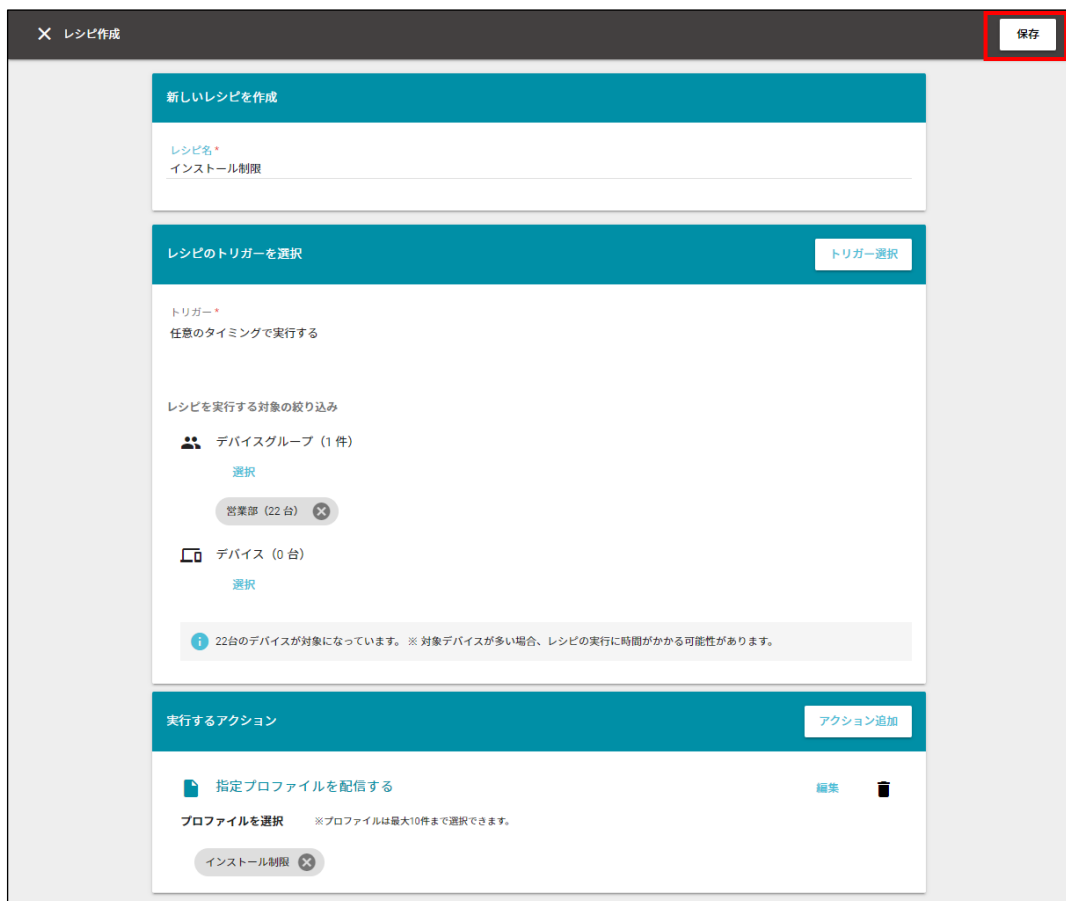 レシピ作成
保存
新しいレシピを作成
レシピ名*
インストール制限
レシピのトリガーを選択
トリガー選択
トリガー*
任意のタイミングで実行する
レシピを実行する対象の絞り込み
デバイスグループ（1 件）
選択
営業部（22 台）
デバイス（0 台）
選択
22台のデバイスが対象になっています。 ※ 対象デバイスが多い場合、レシピの実行に時間がかかる可能性があります。
実行するアクション
アクション追加
指定プロファイルを配信する
編集
プロファイルを選択 ※プロファイルは最大10件まで選択できます。
インストール制限